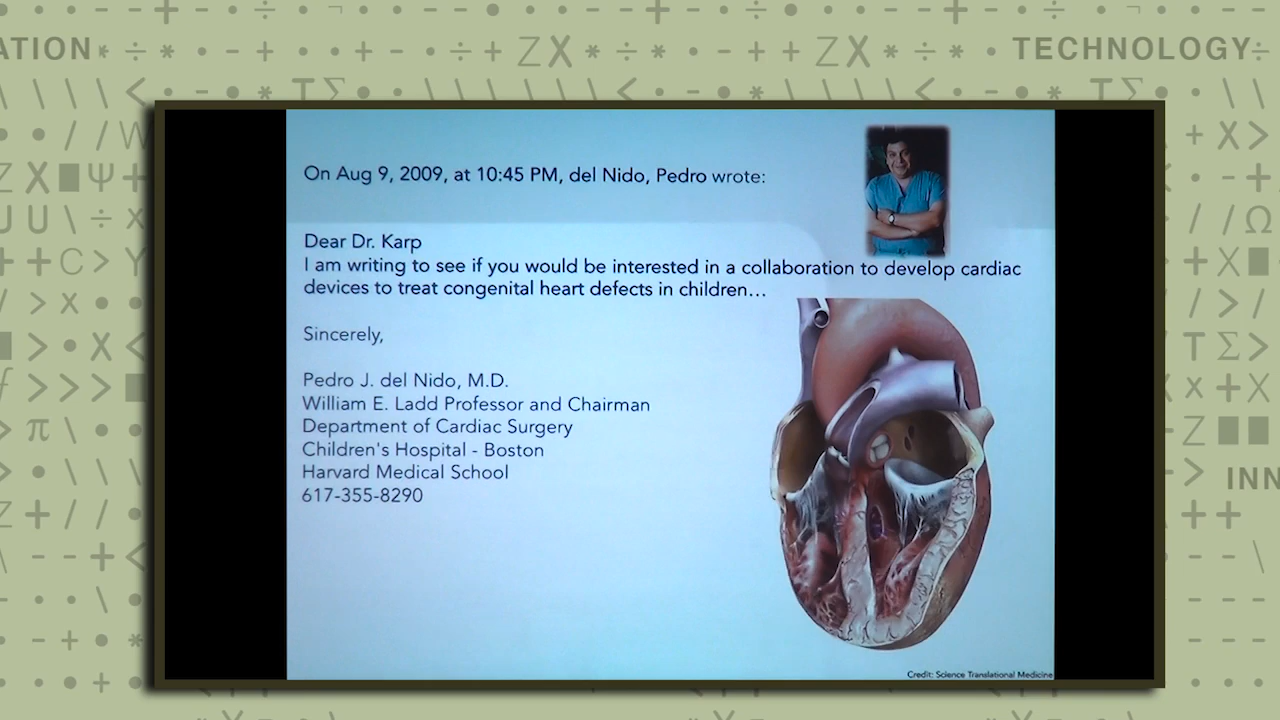 ATION
TECHNOLOGY
On Aug 9, 2009, at 10:45 PM, del Nido, Pedro wrote:
Dear Dr. Karp
I am writing to see if you would be interested in a collaboration to develop cardiac
devices to treat congenital heart defects in children...
Sincerely,
Pedro J. del Nido, M.D.
William E. Ladd Professor and Chairman
Department of Cardiac Surgery
Children's Hospital - Boston
Harvard Medical School
617-355-8290
INN
Credit: Science Translational Medicine